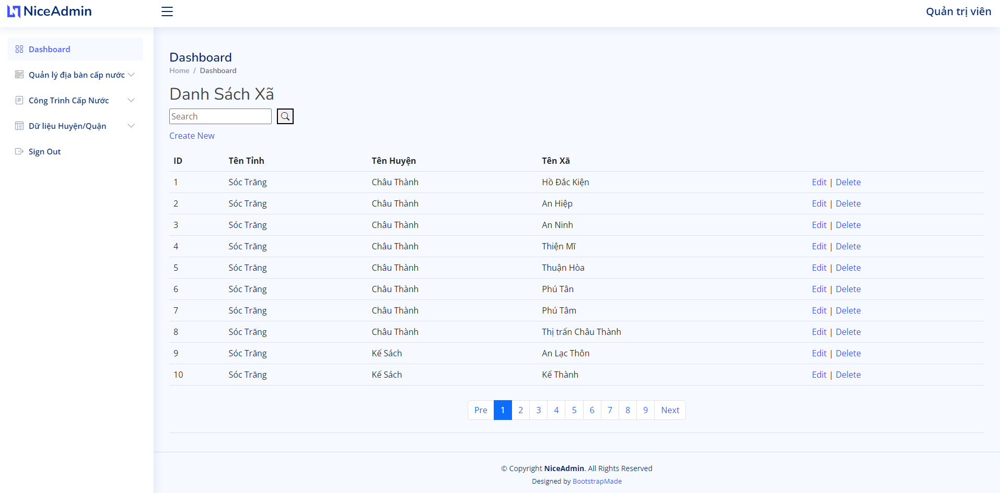 NiceAdmin
Quản trị viên
Dashboard
Quản lý địa bàn cấp nước
Công Trình Cấp Nước
Dữ liệu Huyện/Quận
Sign Out
Dashboard
Home / Dashboard
Danh Sách Xã
Search
Create New
ID Tên Tỉnh Tên Huyện Tên Xã
1 Sóc Trăng Châu Thành Hồ Đắc Kiện Edit | Delete
2 Sóc Trăng Châu Thành An Hiệp Edit | Delete
3 Sóc Trăng Châu Thành An Ninh Edit | Delete
4 Sóc Trăng Châu Thành Thiện Mĩ Edit | Delete
5 Sóc Trăng Châu Thành Thuận Hòa Edit | Delete
6 Sóc Trăng Châu Thành Phú Tân Edit | Delete
7 Sóc Trăng Châu Thành Phú Tâm Edit | Delete
8 Sóc Trăng Châu Thành Thị trấn Châu Thành Edit | Delete
9 Sóc Trăng Kế Sách An Lạc Thôn Edit | Delete
10 Sóc Trăng Kế Sách Kế Thành Edit | Delete
Pre 1 2 3 4 5 6 7 8 9 Next
© Copyright NiceAdmin. All Rights Reserved
Designed by BootstrapMade